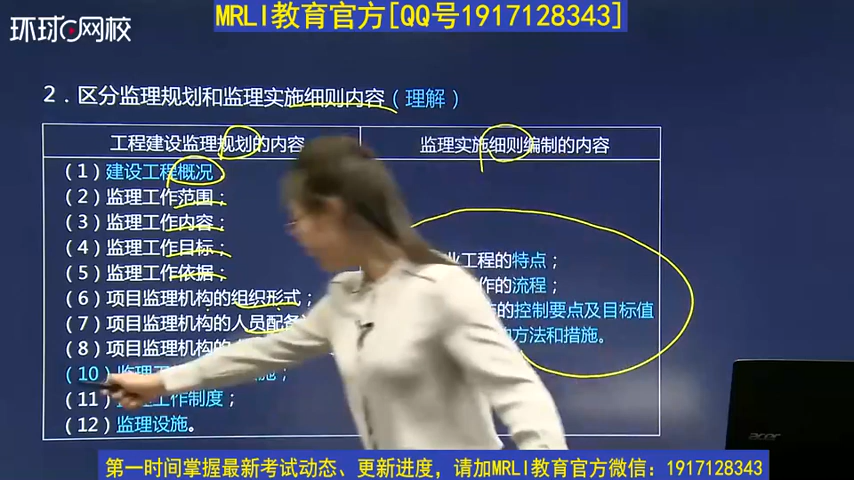 MRLI教育官方[QQ号1917128343]
环球网校
2．区分监理规划和监理实施细则内容（理解）
工程建设监理规划的内容
监理实施细则编制的内容
（1）建设工程概况
（2）监理工作范围；
（3）监理工作内容；
（4）监理工作目标；
（5）监理工作依据；
（6）项目监理机构的组织形式；
（7）项目监理机构的人员配备
（8）项目监理机构的
（10）监理工
施；
（11）监理工作制度；
（12）监理设施。
业工程的特点；
作的流程；
的控制要点及目标值
的方法和措施。
acer
第一时间掌握最新考试动态、更新进度，请加MRLI教育官方微信：1917128343